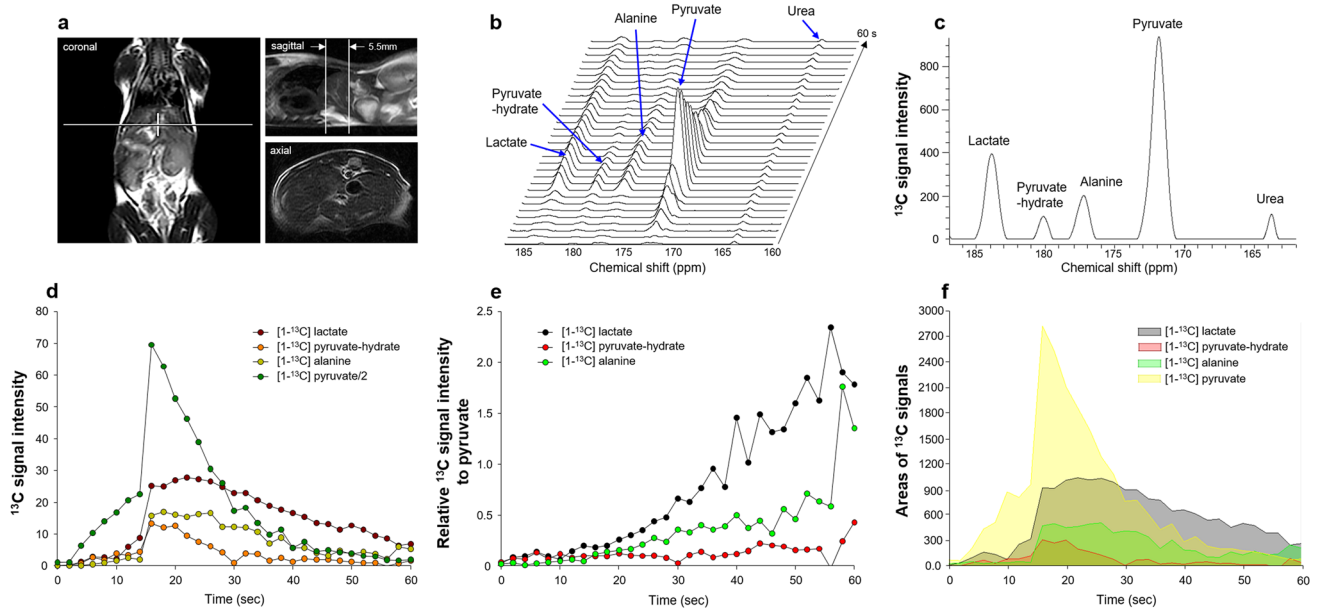 a
coronal
sagittal
5.5mm
axial
b
Alanine
Pyruvate
Urea
60 s
Pyruvate
-hydrate
Lactate
185
180
175
170
165
160
Chemical shift (ppm)
c
¹³C signal intensity
800
600
400
200
0
Pyruvate
Lactate
Pyruvate
-hydrate
Alanine
Urea
185
180
175
170
165
Chemical shift (ppm)
d
¹³C signal intensity
80
70
60
50
40
30
20
10
0
[1-¹³C] lactate
[1-¹³C] pyruvate-hydrate
[1-¹³C] alanine
[1-¹³C] pyruvate/2
0
10
20
30
40
50
60
Time (sec)
e
Relative ¹³C signal intensity
to pyruvate
2.5
2.0
1.5
1.0
0.5
0
[1-¹³C] lactate
[1-¹³C] pyruvate-hydrate
[1-¹³C] alanine
0
10
20
30
40
50
60
Time (sec)
f
Areas of ¹³C signals
3000
2700
2400
2100
1800
1500
1200
900
600
300
0.0
[1-¹³C] lactate
[1-¹³C] pyruvate-hydrate
[1-¹³C] alanine
[1-¹³C] pyruvate
0
10
20
30
40
50
60
Time (sec)